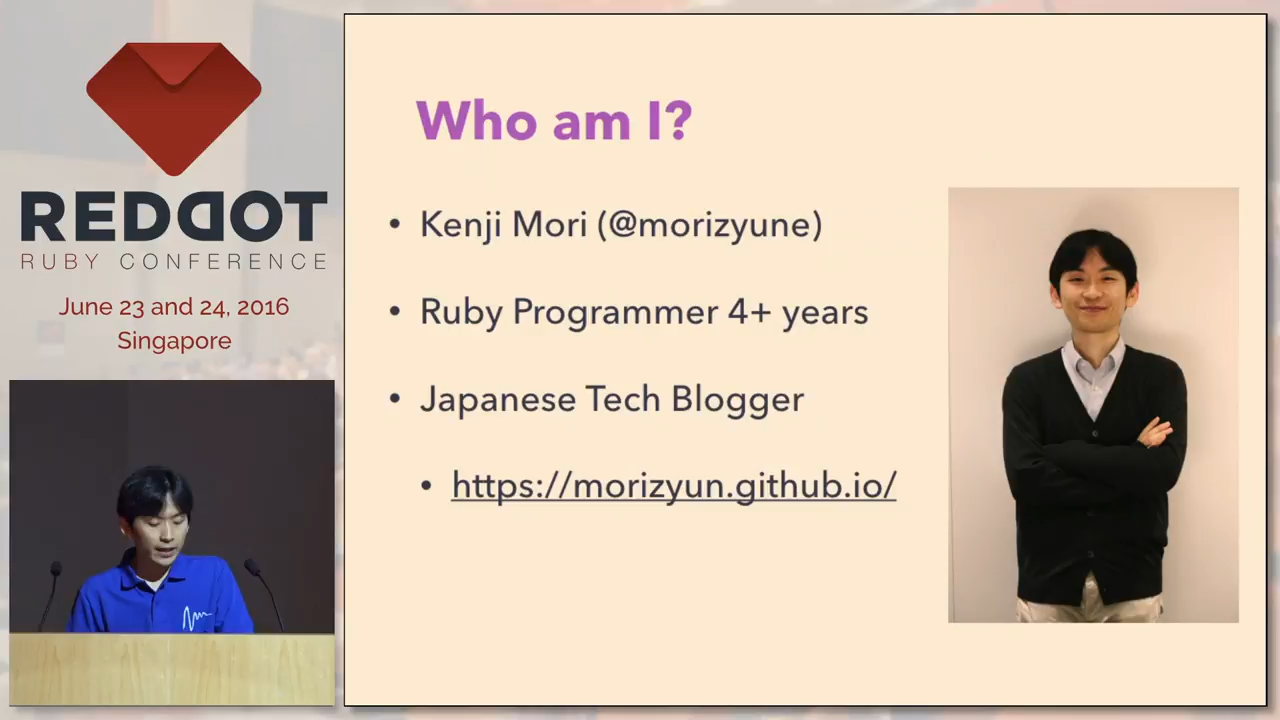 REDDOT
RUBY CONFERENCE
June 23 and 24, 2016
Singapore
Who am I?
• Kenji Mori (@morizyune)
• Ruby Programmer 4+ years
• Japanese Tech Blogger
• https://morizyun.github.io/